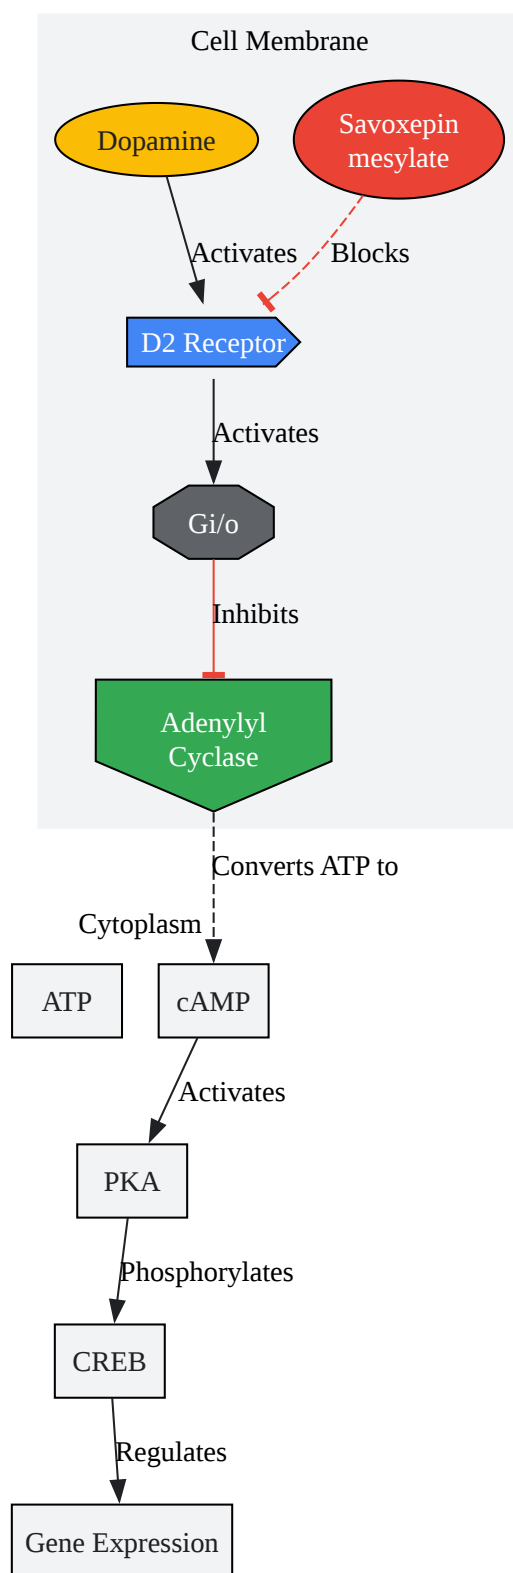 Cell Membrane
Dopamine
Savoxepin
mesylate
Activates
Blocks
D2 Receptor
Activates
Gi/o
Inhibits
Adenylyl
Cyclase
Converts ATP to
Cytoplasm
ATP
cAMP
Activates
PKA
Phosphorylates
CREB
Regulates
Gene Expression